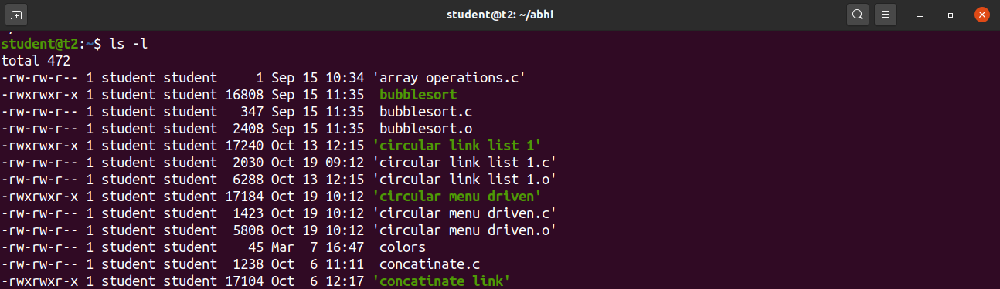 student@t2: ~/abhi
student@t2:~$ ls -l
total 472
-rw-rw-r-- 1 student student     1 Sep 15 10:34 'array operations.c'
-rwxrwxr-x 1 student student 16808 Sep 15 11:35  bubblesort
-rw-rw-r-- 1 student student   347 Sep 15 11:35  bubblesort.c
-rw-rw-r-- 1 student student  2408 Sep 15 11:35  bubblesort.o
-rwxrwxr-x 1 student student 17240 Oct 13 12:15 'circular link list 1'
-rw-rw-r-- 1 student student  2030 Oct 19 09:12 'circular link list 1.c'
-rw-rw-r-- 1 student student  6288 Oct 13 12:15 'circular link list 1.o'
-rwxrwxr-x 1 student student 17184 Oct 19 10:12 'circular menu driven'
-rw-rw-r-- 1 student student  1423 Oct 19 10:12 'circular menu driven.c'
-rw-rw-r-- 1 student student  5808 Oct 19 10:12 'circular menu driven.o'
-rw-rw-r-- 1 student student    45 Mar  7 16:47  colors
-rw-rw-r-- 1 student student  1238 Oct  6 11:11  concatinate.c
-rwxrwxr-x 1 student student 17104 Oct  6 12:17 'concatinate link'